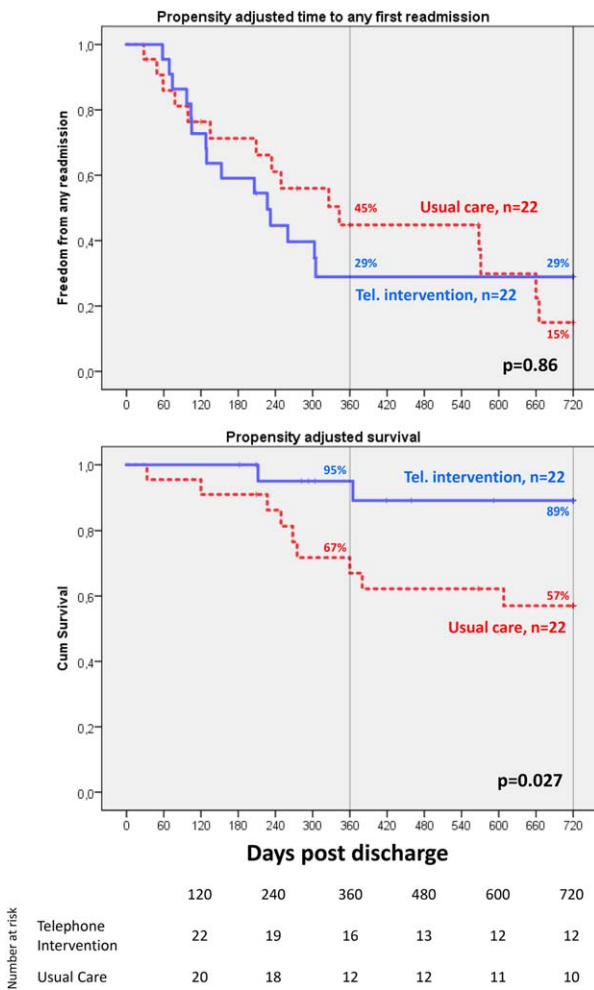 Propensity adjusted time to any first readmission
Freedom from any readmission
1,0
0,8
0,6
0,4
0,2
0,0
45%
Usual care, n=22
29%
29%
Tel. intervention, n=22
15%
p=0.86
0 60 120 180 240 300 360 420 480 540 600 660 720
Propensity adjusted survival
Cum Survival
1,0
0,8
0,6
0,4
0,2
0,0
95%
Tel. intervention, n=22
89%
67%
57%
Usual care, n=22
p=0.027
0 60 120 180 240 300 360 420 480 540 600 660 720
Days post discharge
Number at risk
120 240 360 480 600 720
Telephone
Intervention 22 19 16 13 12 12
Usual Care 20 18 12 12 11 10